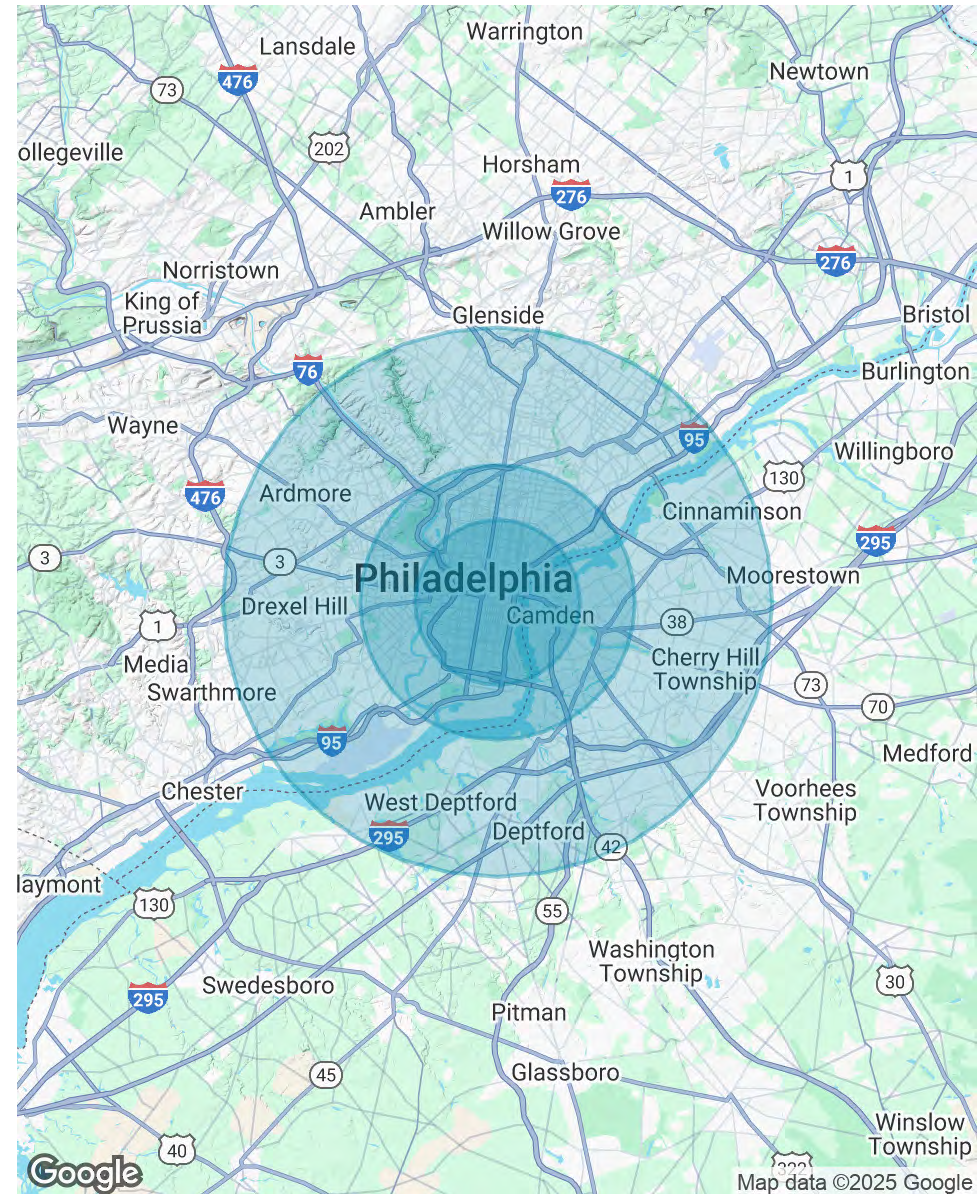 Lansdale
Warrington
Newtown
476
73
202
ollegeville
Horsham
1
276
Ambler
Willow Grove
276
Norristown
King of
Prussia
Glenside
Bristol
76
Burlington
Wayne
95
Willingboro
476
Ardmore
130
Cinnaminson
295
3
3
Philadelphia
Moorestown
Drexel Hill
Camden
38
1
Media
Cherry Hill
Township
Swarthmore
73
70
95
Medford
Chester
West Deptford
Voorhees
Township
295
Deptford
42
laymont
130
55
Washington
Township
30
Swedesboro
295
Pitman
45
Glassboro
40
Winslow
Township
322
Google
Map data ©2025 Google